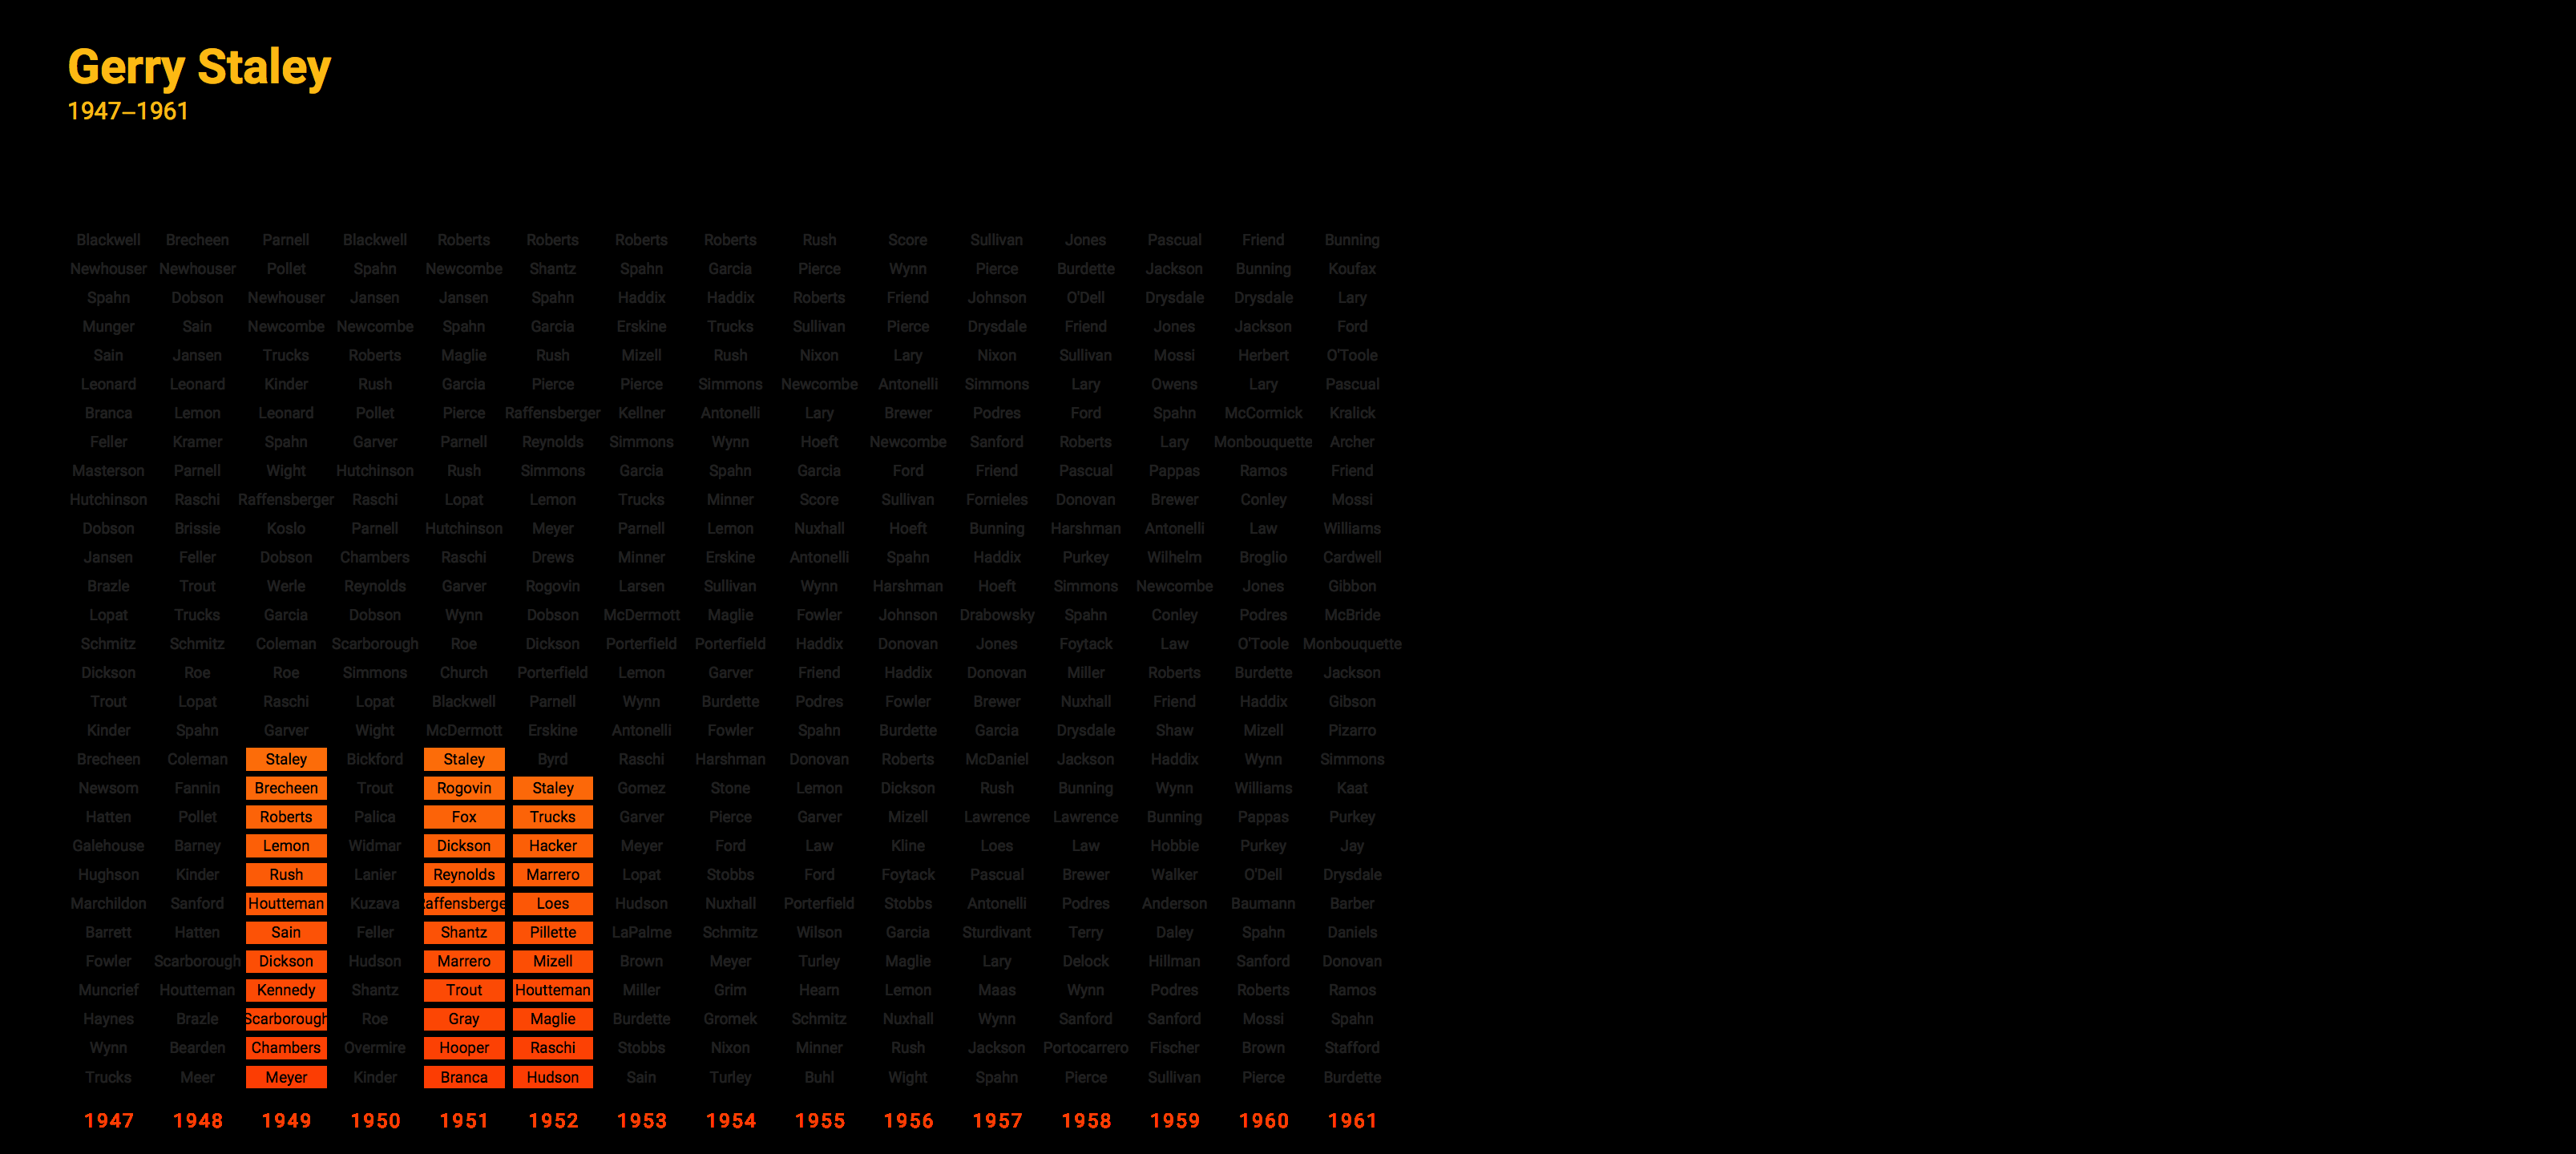 Gerry Staley
1947–1961
Blackwell Brecheen Parnell Blackwell Roberts Roberts Roberts Roberts Rush Score Sullivan Jones Pascual Friend Bunning
Newhouser Newhouser Pollet Spahn Newcombe Shantz Spahn Garcia Pierce Wynn Pierce Burdette Jackson Bunning Koufax
Spahn Dobson Newhouser Jansen Jansen Spahn Haddix Haddix Roberts Friend Johnson O'Dell Drysdale Drysdale Lary
Munger Sain Newcombe Newcombe Spahn Garcia Erskine Trucks Sullivan Pierce Drysdale Friend Jones Jackson Ford
Sain Jansen Trucks Roberts Maglie Rush Mizell Rush Nixon Lary Nixon Sullivan Mossi Herbert O'Toole
Leonard Leonard Kinder Rush Garcia Pierce Pierce Simmons Newcombe Antonelli Simmons Lary Owens Lary Pascual
Branca Lemon Leonard Pollet Pierce Raffensberger Kellner Antonelli Lary Brewer Podres Ford Spahn McCormick Kralick
Feller Kramer Spahn Garver Parnell Reynolds Simmons Wynn Hoeft Newcombe Sanford Roberts Lary Monbouquette Archer
Masterson Parnell Wight Hutchinson Rush Simmons Garcia Spahn Garcia Ford Friend Pascual Pappas Ramos Friend
Hutchinson Raschi Raffensberger Raschi Lopat Lemon Trucks Minner Score Sullivan Fornieles Donovan Brewer Conley Mossi
Dobson Brissie Koslo Parnell Hutchinson Meyer Parnell Lemon Nuxhall Hoeft Bunning Harshman Antonelli Law Williams
Jansen Feller Dobson Chambers Raschi Drews Minner Erskine Antonelli Spahn Haddix Purkey Wilhelm Broglio Cardwell
Brazle Trout Werle Reynolds Garver Rogovin Larsen Sullivan Wynn Harshman Hoeft Simmons Newcombe Jones Gibbon
Lopat Trucks Garcia Dobson Wynn Dobson McDermott Maglie Fowler Johnson Drabowsky Spahn Conley Podres McBride
Schmitz Schmitz Coleman Scarborough Roe Dickson Porterfield Porterfield Haddix Donovan Jones Foytack Law O'Toole Monbouquette
Dickson Roe Roe Simmons Church Porterfield Lemon Garver Friend Haddix Donovan Miller Roberts Burdette Jackson
Trout Lopat Raschi Lopat Blackwell Parnell Wynn Burdette Podres Fowler Brewer Nuxhall Friend Haddix Gibson
Kinder Spahn Garver Wight McDermott Erskine Antonelli Fowler Spahn Burdette Garcia Drysdale Shaw Mizell Pizarro
Brecheen Coleman Staley Bickford Staley Byrd Raschi Harshman Donovan Roberts McDaniel Jackson Haddix Wynn Simmons
Newsom Fannin Brecheen Trout Rogovin Staley Gomez Stone Lemon Dickson Rush Bunning Wynn Williams Kaat
Hatten Pollet Roberts Palica Fox Trucks Garver Pierce Garver Mizell Lawrence Lawrence Bunning Pappas Purkey
Galehouse Barney Lemon Widmar Dickson Hacker Meyer Ford Law Kline Loes Law Hobbie Purkey Jay
Hughson Kinder Rush Lanier Reynolds Marrero Lopat Stobbs Ford Foytack Pascual Brewer Walker O'Dell Drysdale
Marchildon Sanford Houtteman Kuzava affensberge Loes Hudson Nuxhall Porterfield Stobbs Antonelli Podres Anderson Baumann Barber
Barrett Hatten Sain Feller Shantz Pillette LaPalme Schmitz Wilson Garcia Sturdivant Terry Daley Spahn Daniels
Fowler Scarborough Dickson Hudson Marrero Mizell Brown Meyer Turley Maglie Lary Delock Hillman Sanford Donovan
Muncrief Houtteman Kennedy Shantz Trout Houtteman Miller Grim Hearn Lemon Maas Wynn Podres Roberts Ramos
Haynes Brazle Scarborough Roe Gray Maglie Burdette Gromek Schmitz Nuxhall Wynn Sanford Sanford Mossi Spahn
Wynn Bearden Chambers Overmire Hooper Raschi Stobbs Nixon Minner Rush Jackson Portocarrero Fischer Brown Stafford
Trucks Meer Meyer Kinder Branca Hudson Sain Turley Buhl Wight Spahn Pierce Sullivan Pierce Burdette
1947 1948 1949 1950 1951 1952 1953 1954 1955 1956 1957 1958 1959 1960 1961